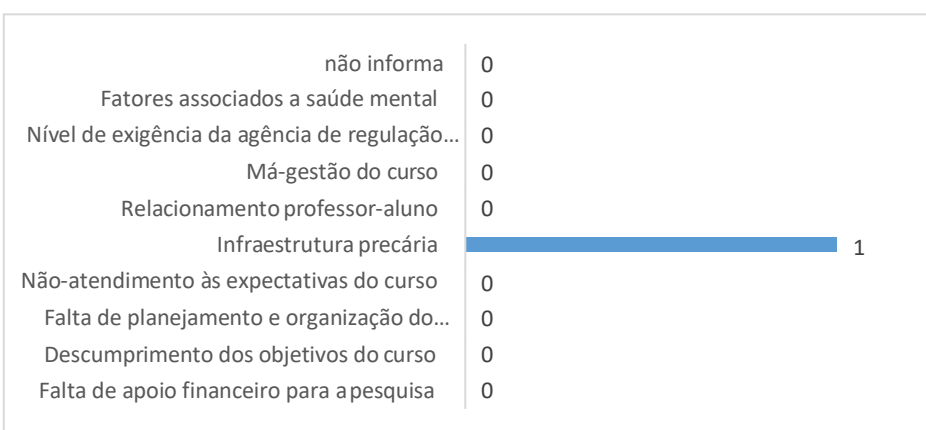 não informa 0
Fatores associados a saúde mental 0
Nível de exigência da agência de regulação... 0
Má-gestão do curso 0
Relacionamento professor-aluno 0
Infraestrutura precária 1
Não-atendimento às expectativas do curso 0
Falta de planejamento e organização do... 0
Descumprimento dos objetivos do curso 0
Falta de apoio financeiro para a pesquisa 0